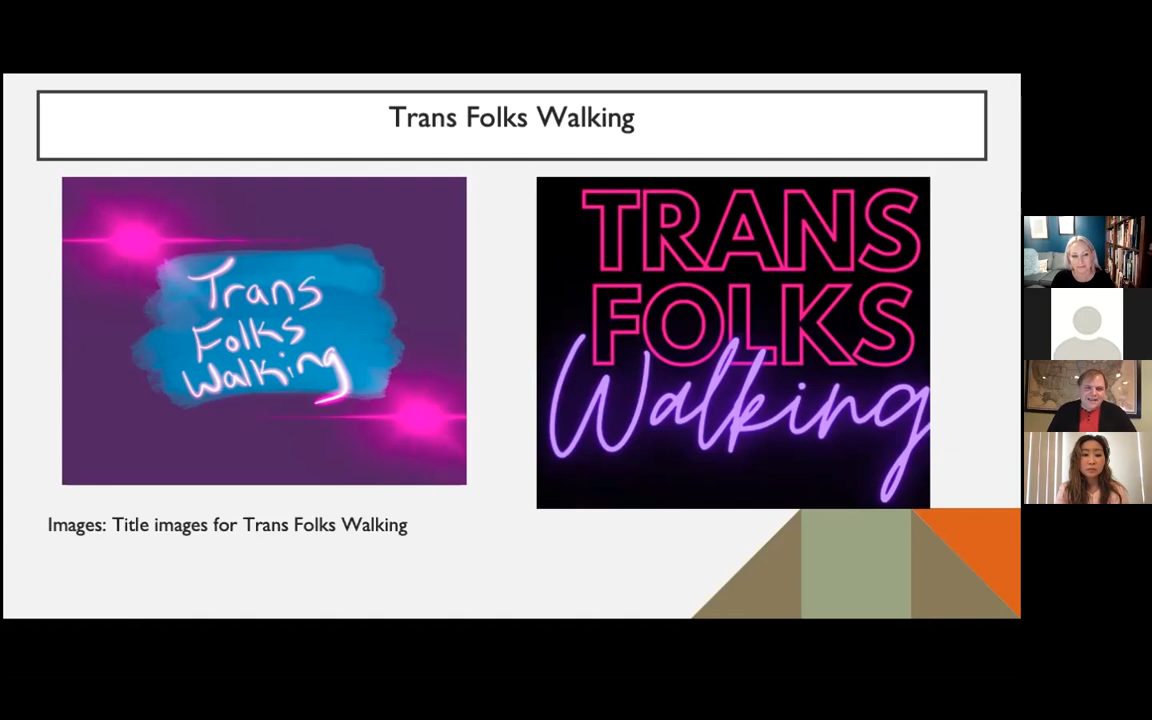 Trans Folks Walking
Trans
Folks
Walking
TRANS
FOLKS
Walking
Images: Title images for Trans Folks Walking